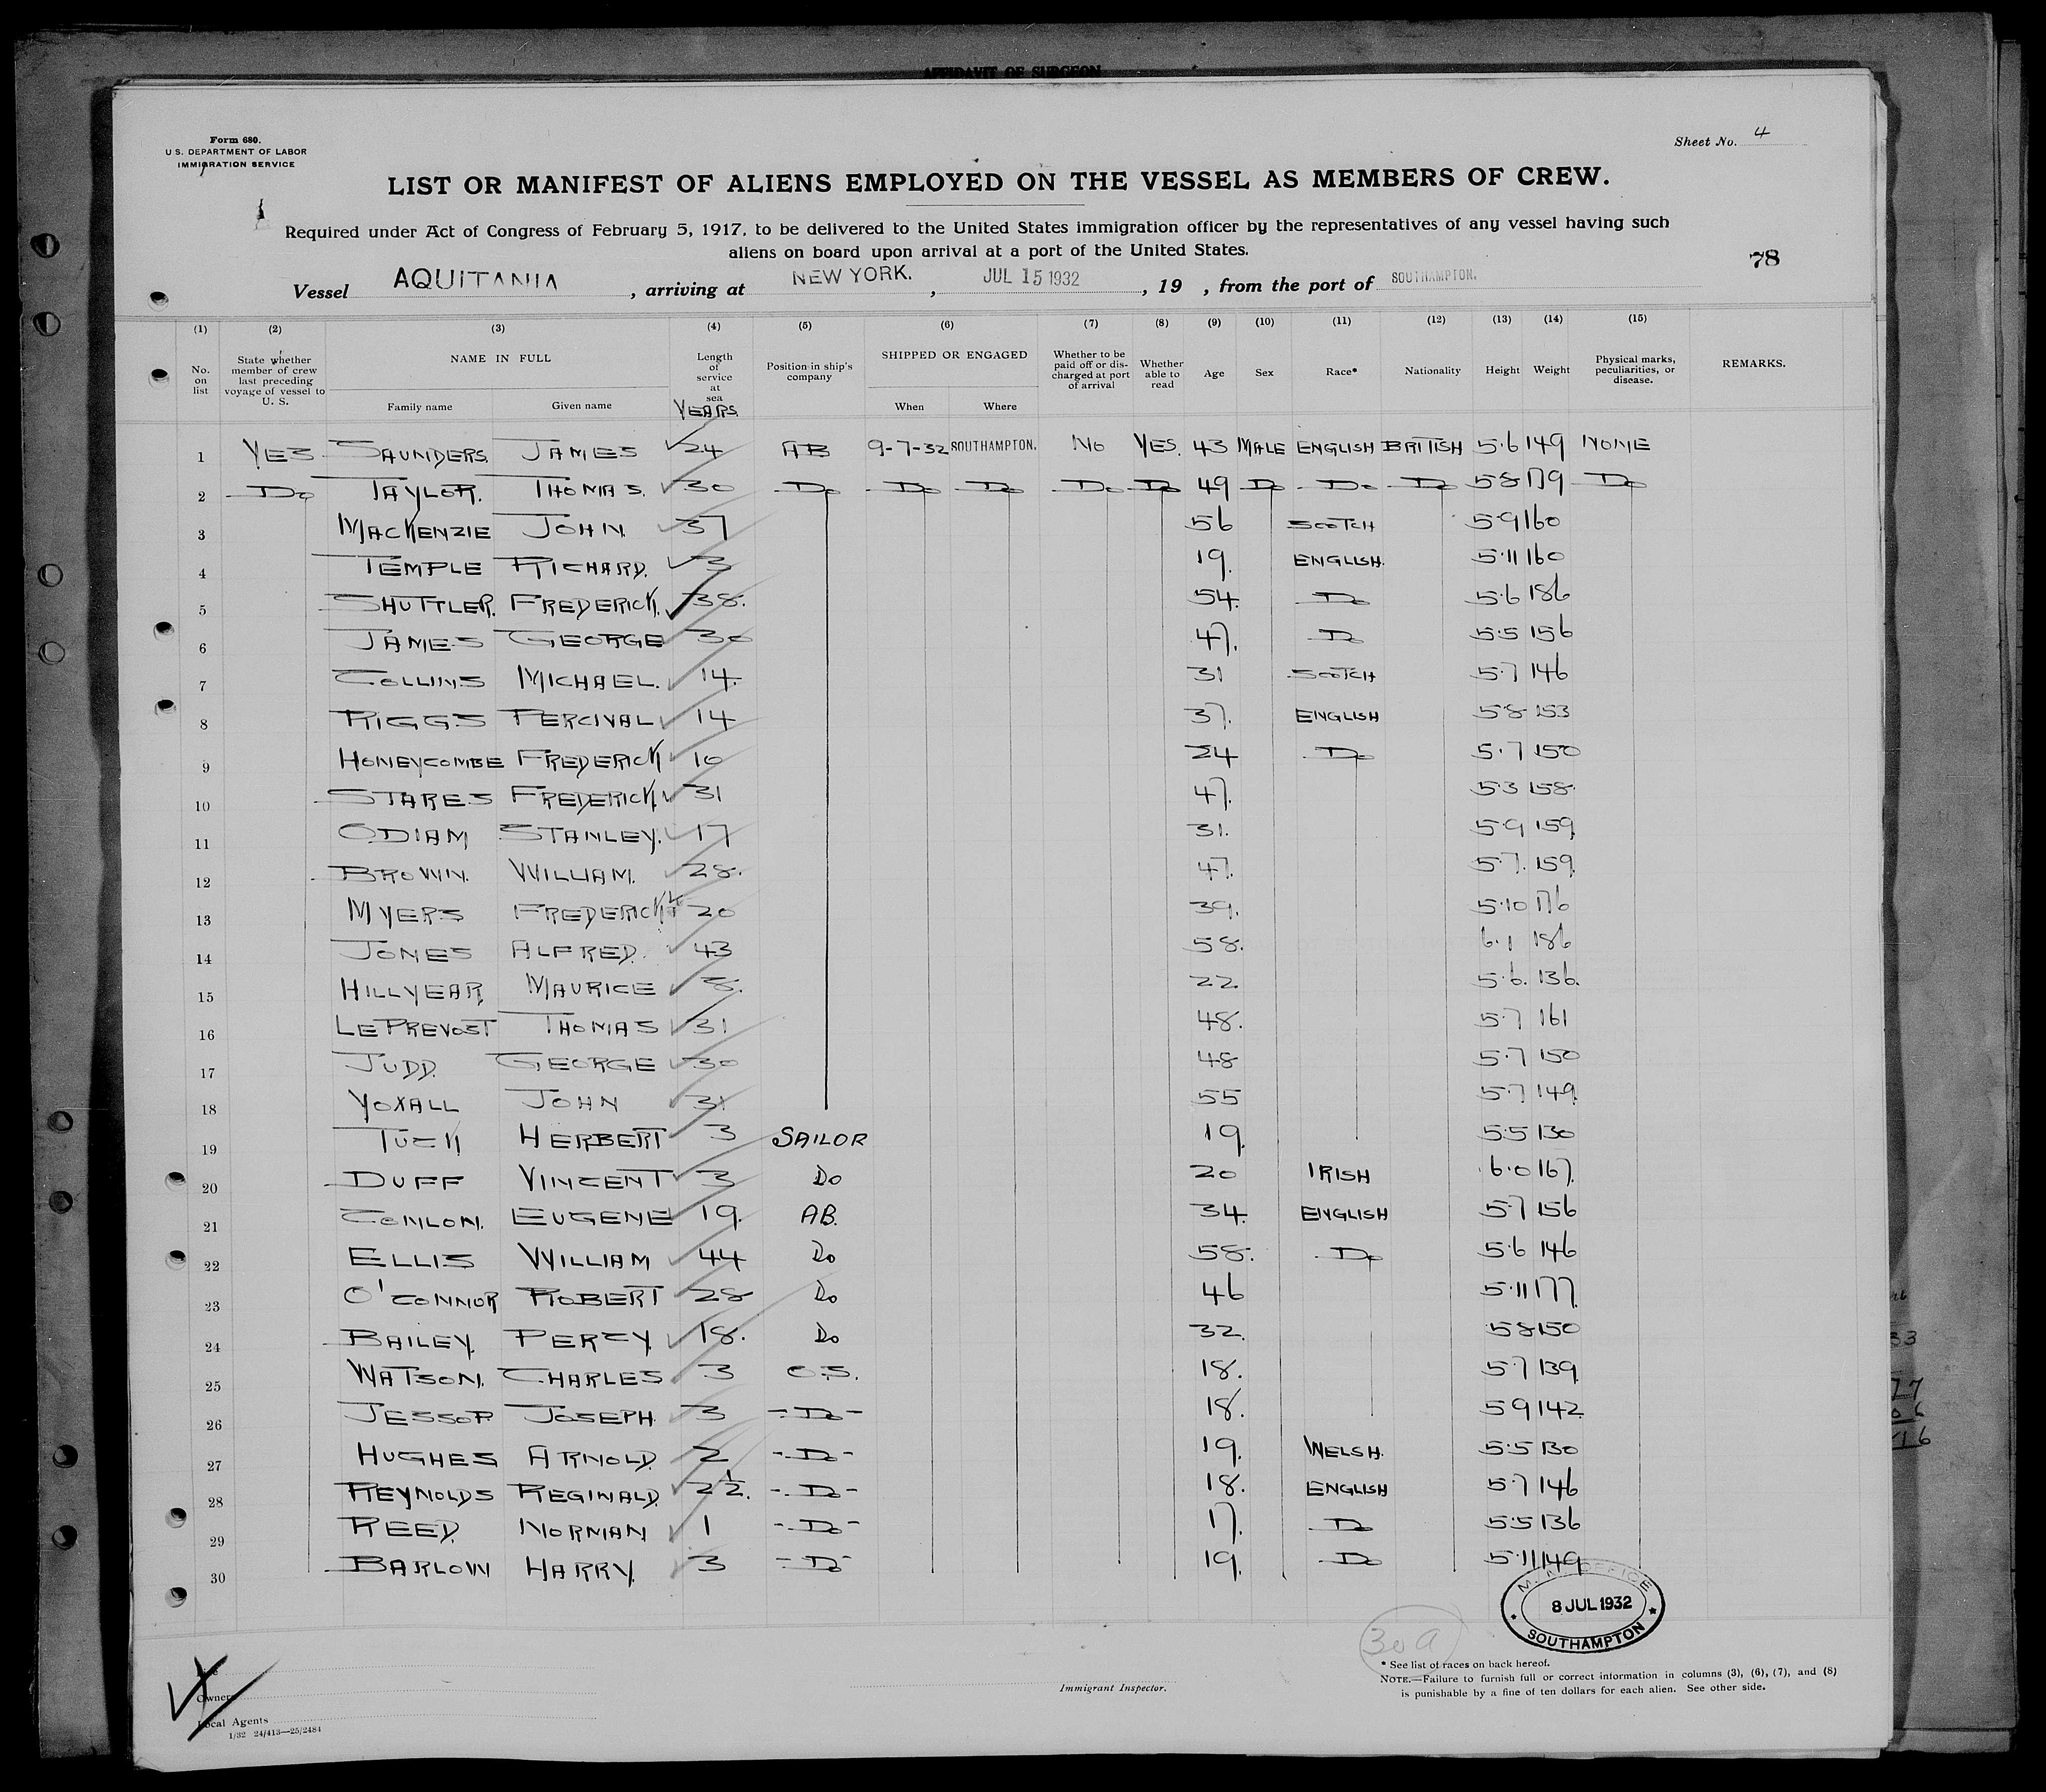 AFFIDAVIT OF SURGEON
Form 680.
U.S. DEPARTMENT OF LABOR
IMMIGRATION SERVICE
Sheet No. 4
LIST OR MANIFEST OF ALIENS EMPLOYED ON THE VESSEL AS MEMBERS OF CREW.
Required under Act of Congress of February 5, 1917, to be delivered to the United States immigration officer by the representatives of any vessel having such
aliens on board upon arrival at a port of the United States.
78
Vessel AQUITANIA, arriving at NEW YORK., JUL 15 1932, 19 , from the port of SOUTHAMPTON.
(1) (2) (3) (4) (5) (6) (7) (8) (9) (10) (11) (12) (13) (14) (15)
No. on list State whether member of crew last preceding voyage of vessel to U. S. NAME IN FULL Family name Given name Length of service at sea YEARS. Position in ship's company SHIPPED OR ENGAGED When Where Whether to be paid off or discharged at port of arrival Whether able to read Age Sex Race* Nationality Height Weight Physical marks, peculiarities, or disease. REMARKS.
1 YES SAUNDERS. JAMES 24 AB 9-7-32 SOUTHAMPTON. No YES. 43 MALE ENGLISH BRITISH 5·6 149 NONE
2 Do TAYLOR. THOMAS. 30 Do Do Do Do Do 49 Do Do Do 5·8 179 Do
3 MACKENZIE JOHN. 37 56 SCOTCH 5·9 160
4 TEMPLE RICHARD. 3 19. ENGLISH. 5·11 160
5 SHUTTLER. FREDERICK. 38. 54. Do 5·6 186
6 JAMES GEORGE 30 47. Do 5·5 156
7 COLLINS MICHAEL. 14. 31 SCOTCH 5·7 146
8 RIGGS PERCIVAL 14 37. ENGLISH 5·8 153
9 HONEYCOMBE FREDERICK 10 24 Do 5·7 150
10 STARES FREDERICK. 31 47. 5·3 158.
11 ODIAM STANLEY. 17 31. 5·9 159.
12 BROWN. WILLIAM. 28. 47. 5·7. 159.
13 MYERS FREDERICK 20 39. 5·10 176
14 JONES ALFRED. 43 58. 6·1 186
15 HILLYEAR MAURICE 8. 22. 5·6. 136.
16 LEPREVOST THOMAS 31 48. 5·7 161
17 JUDD. GEORGE 30 48 5·7 150
18 YOXALL JOHN 31 55 5·7 149.
19 TUCK HERBERT 3 SAILOR 19. 5·5 130
20 DUFF VINCENT 3 Do 20 IRISH 6·0 167.
21 CONLON. EUGENE 19. AB. 34. ENGLISH 5·7 156
22 ELLIS WILLIAM 44 Do 58. Do 5·6 146
23 O'CONNOR ROBERT 28 Do 46 5·11 177.
24 BAILEY. PERCY. 18. Do 32. 5·8 150
25 WATSON. CHARLES 3 O.S. 18. 5·7 139.
26 JESSOP JOSEPH. 3 -Do- 18. 5·9 142.
27 HUGHES ARNOLD. 2 -Do- 19. WELSH. 5·5 130
28 REYNOLDS REGINALD. 2½. -Do- 18. ENGLISH 5·7 146
29 REED. NORMAN 1 -Do- 17. Do 5·5 136
30 BARLOW HARRY. 3 -Do- 19. Do 5·11 149
OFFICE
8 JUL 1932
SOUTHAMPTON
30 a
Owner
Local Agents
1/32 24/413—25/2484
Immigrant Inspector.
* See list of races on back hereof.
NOTE.—Failure to furnish full or correct information in columns (3), (6), (7), and (8)
is punishable by a fine of ten dollars for each alien. See other side.